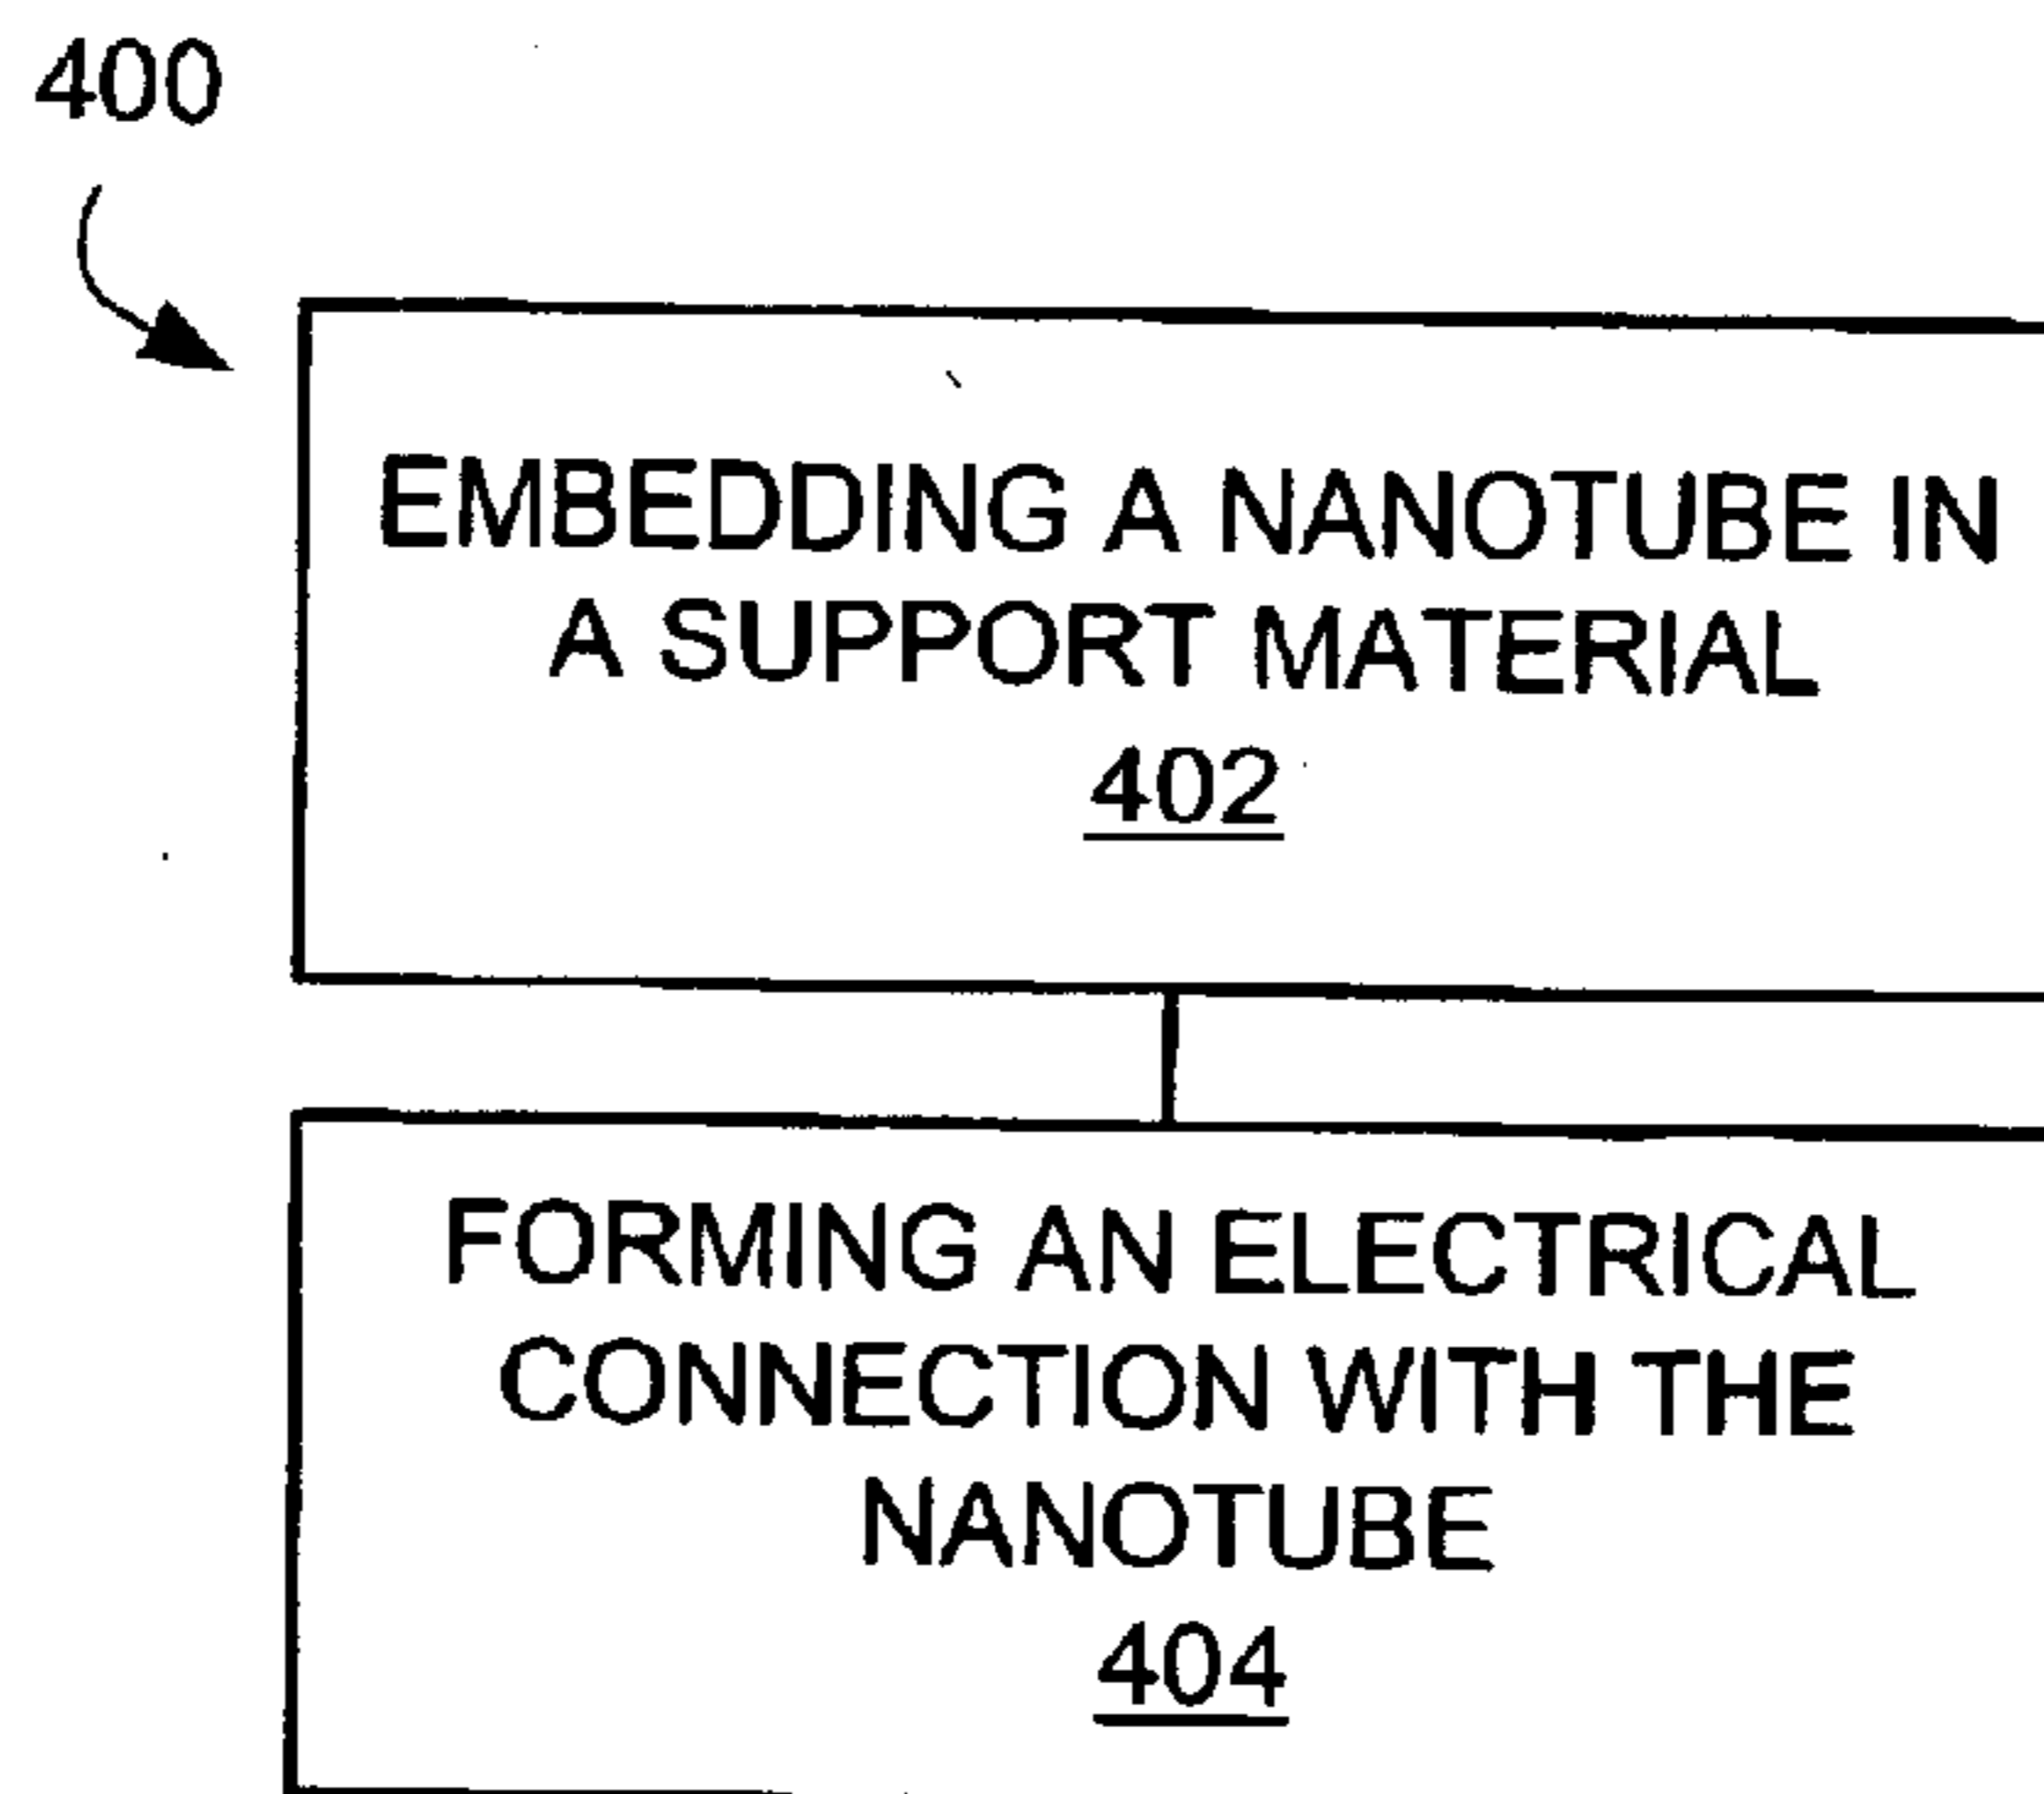 400
EMBEDDING A NANOTUBE IN
A SUPPORT MATERIAL
402
FORMING AN ELECTRICAL
CONNECTION WITH THE
NANOTUBE
404